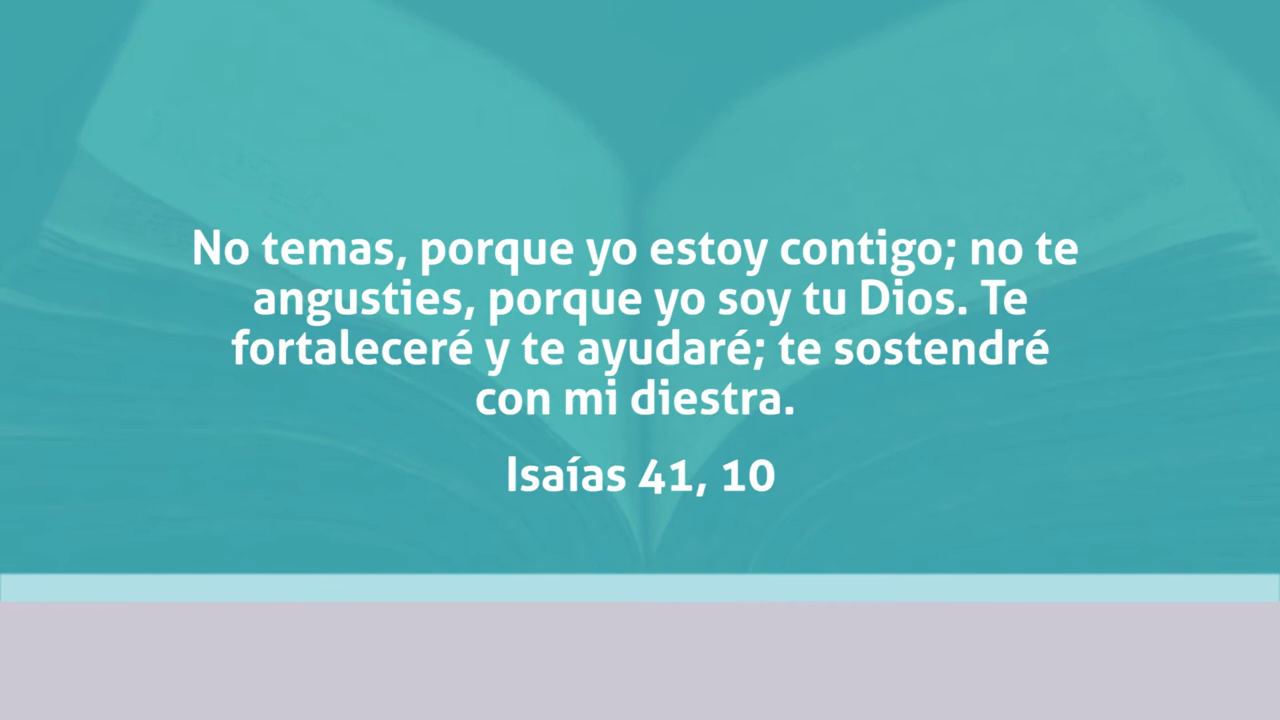 No temas, porque yo estoy contigo; no te
angusties, porque yo soy tu Dios. Te
fortaleceré y te ayudaré; te sostendré
con mi diestra.
Isaías 41, 10